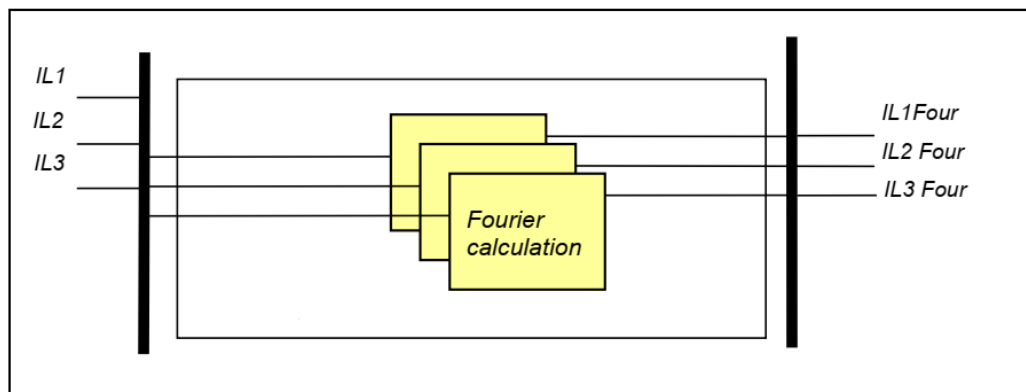 IL1
IL2
IL3
Fourier
calculation
IL1Four
IL2 Four
IL3 Four